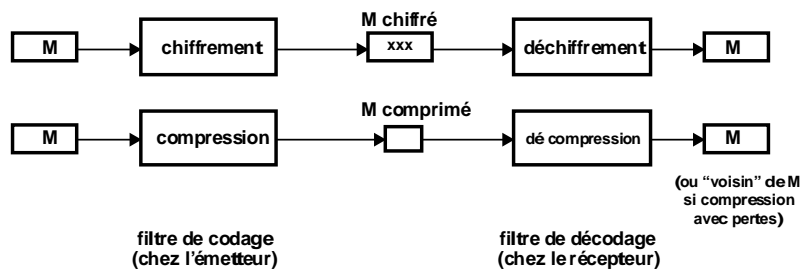 M chiffré
M
chiffrement
xxx
déchiffrement
M
M comprimé
M
compression
dé compression
M
(ou “voisin” de M
si compression
avec pertes)
filtre de codage
(chez l’émetteur)
filtre de décodage
(chez le récepteur)